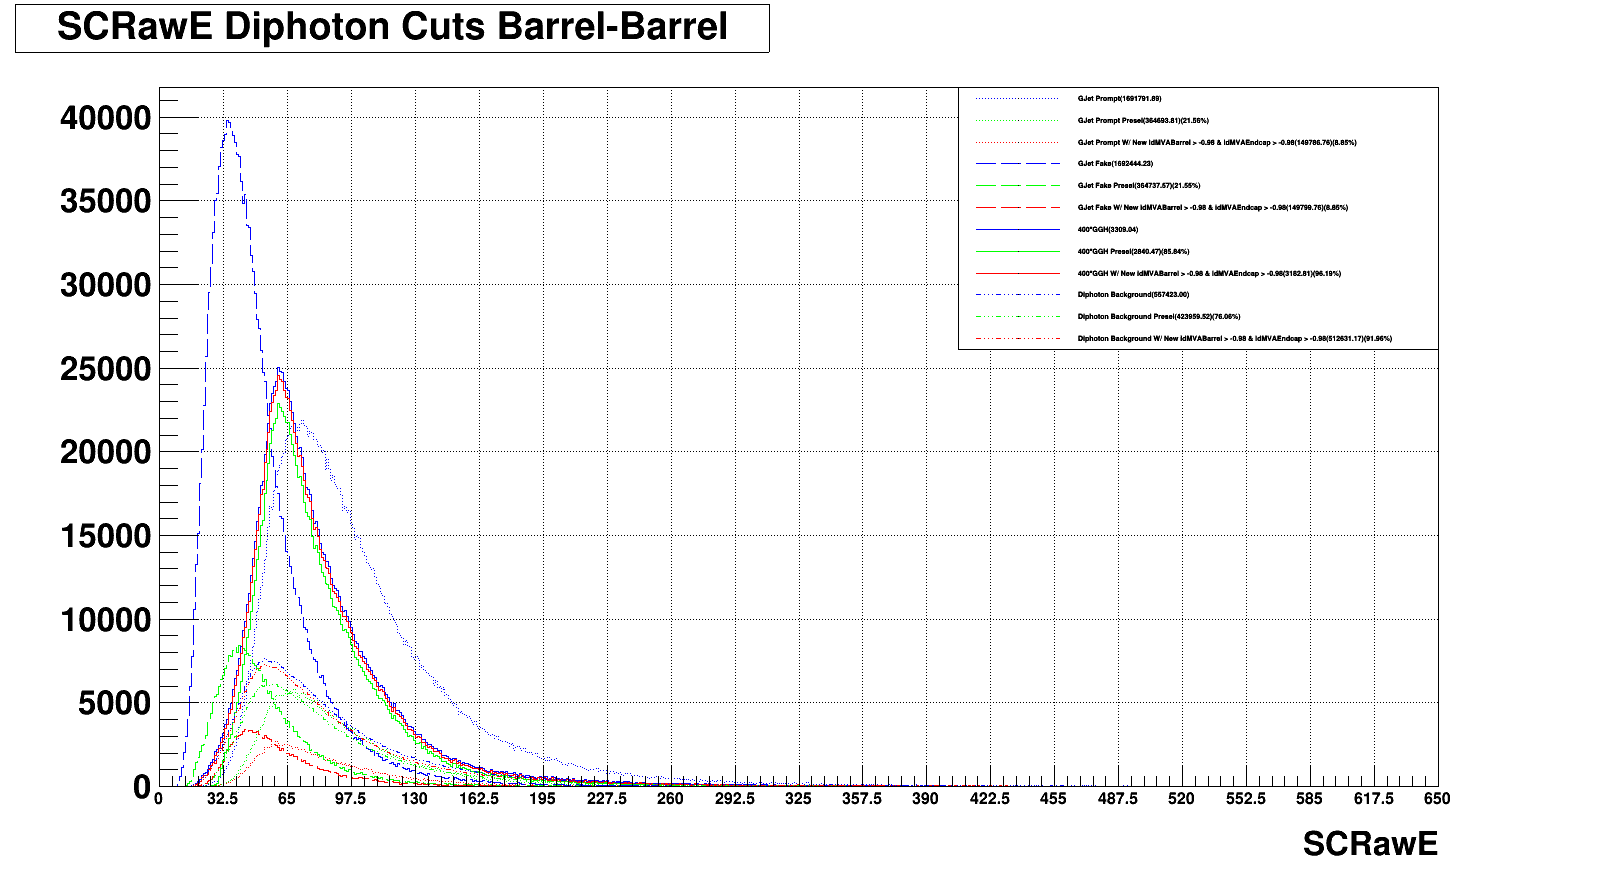 SCRawE Diphoton Cuts Barrel-Barrel
GJet Prompt(1691791.89)
GJet Prompt Presel(364693.81)(21.56%)
GJet Prompt W/ New IdMVABarrel > -0.98 & IdMVAEndcap > -0.98(149786.76)(8.85%)
GJet Fake(1692444.23)
GJet Fake Presel(364737.57)(21.55%)
GJet Fake W/ New IdMVABarrel > -0.98 & IdMVAEndcap > -0.98(149799.76)(8.85%)
400*GGH(3309.04)
400*GGH Presel(2840.47)(85.84%)
400*GGH W/ New IdMVABarrel > -0.98 & IdMVAEndcap > -0.98(3182.81)(96.19%)
Diphoton Background(557423.00)
Diphoton Background Presel(423959.52)(76.06%)
Diphoton Background W/ New IdMVABarrel > -0.98 & IdMVAEndcap > -0.98(512631.17)(91.96%)
40000
35000
30000
25000
20000
15000
10000
5000
0
0 32.5 65 97.5 130 162.5 195 227.5 260 292.5 325 357.5 390 422.5 455 487.5 520 552.5 585 617.5 650
SCRawE